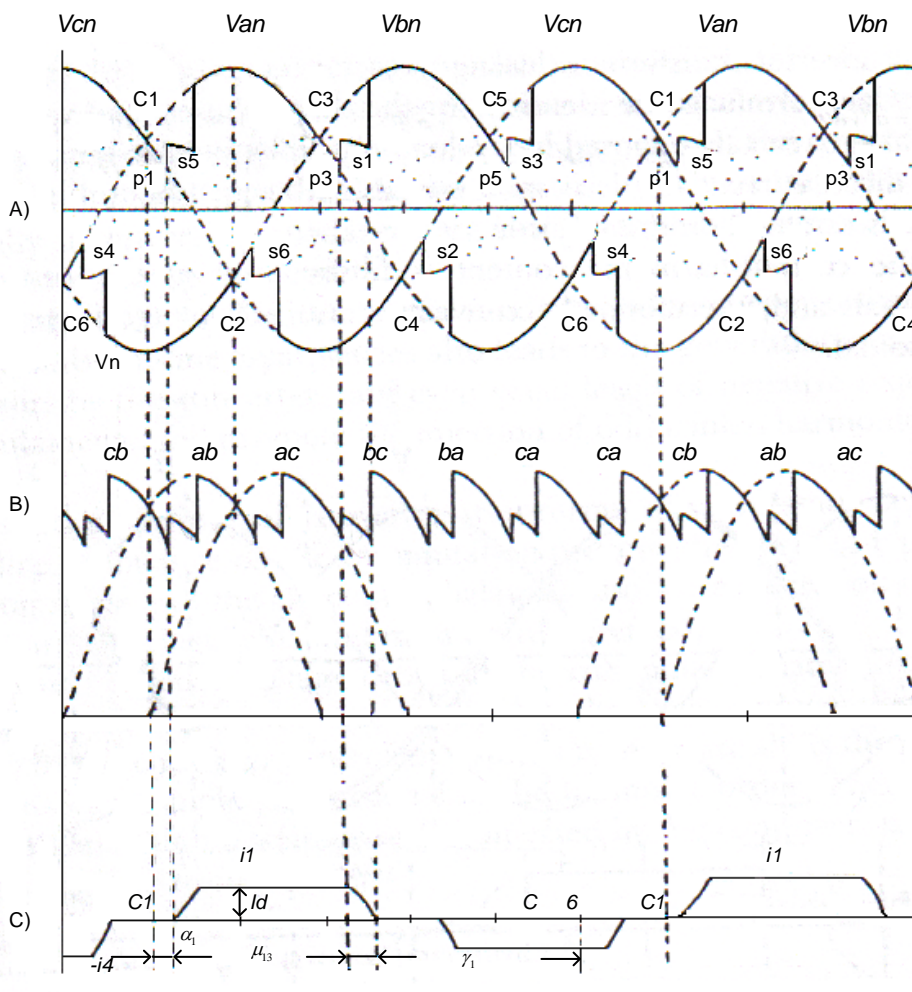 Vcn Van Vbn Vcn Van Vbn
C1 C3 C5 C1 C3
s5 s1 s3 s5 s1
p1 p3 p5 p1 p3
A)
s4 s6 s2 s4 s6
C6 C2 C4 C6 C2 C4
Vn
cb ab ac bc ba ca ca cb ab ac
B)
i1 i1
C1 Id C 6 C1
C)
-i4 α1 μ13 1 γ1